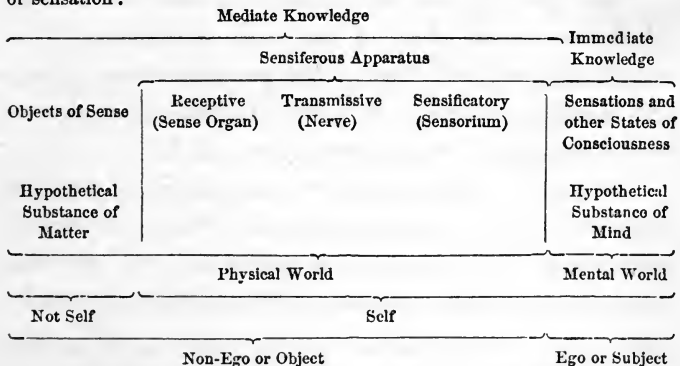 or sensation :
Mediate Knowledge
Immediate
Sensiferous Apparatus
Knowledge
Objects of Sense Receptive Transmissive Sensificatory Sensations and
(Sense Organ) (Nerve) (Sensorium) other States of
Consciousness
Hypothetical Hypothetical
Substance of Substance of
Matter Mind
Physical World Mental World
Not Self Self
Non-Ego or Object Ego or Subject